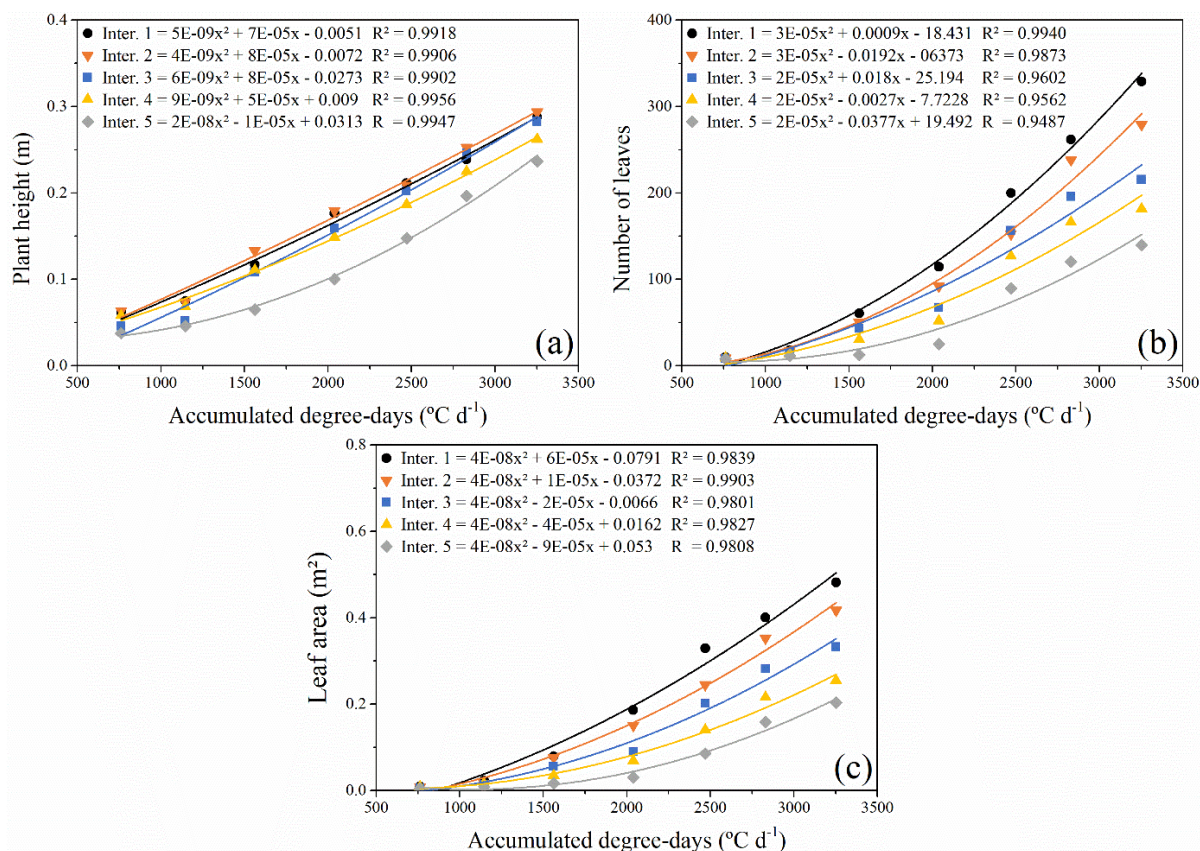 Inter. 1 = 5E-09x² + 7E-05x - 0.0051 R² = 0.9918
Inter. 2 = 4E-09x² + 8E-05x - 0.0072 R² = 0.9906
Inter. 3 = 6E-09x² + 8E-05x - 0.0273 R² = 0.9902
Inter. 4 = 9E-09x² + 5E-05x + 0.009 R² = 0.9956
Inter. 5 = 2E-08x² - 1E-05x + 0.0313 R² = 0.9947
0.4
0.3
0.2
0.1
0.0
Plant height (m)
(a)
500 1000 1500 2000 2500 3000 3500
Accumulated degree-days (ºC d⁻¹)
Inter. 1 = 3E-05x² + 0.0009x - 18.431 R² = 0.9940
Inter. 2 = 3E-05x² - 0.0192x - 06373 R² = 0.9873
Inter. 3 = 2E-05x² + 0.018x - 25.194 R² = 0.9602
Inter. 4 = 2E-05x² - 0.0027x - 7.7228 R² = 0.9562
Inter. 5 = 2E-05x² - 0.0377x + 19.492 R = 0.9487
400
300
200
100
0
Number of leaves
(b)
500 1000 1500 2000 2500 3000 3500
Accumulated degree-days (ºC d⁻¹)
Inter. 1 = 4E-08x² + 6E-05x - 0.0791 R² = 0.9839
Inter. 2 = 4E-08x² + 1E-05x - 0.0372 R² = 0.9903
Inter. 3 = 4E-08x² - 2E-05x - 0.0066 R² = 0.9801
Inter. 4 = 4E-08x² - 4E-05x + 0.0162 R² = 0.9827
Inter. 5 = 4E-08x² - 9E-05x + 0.053 R = 0.9808
0.8
0.6
0.4
0.2
0.0
Leaf area (m²)
(c)
500 1000 1500 2000 2500 3000 3500
Accumulated degree-days (ºC d⁻¹)